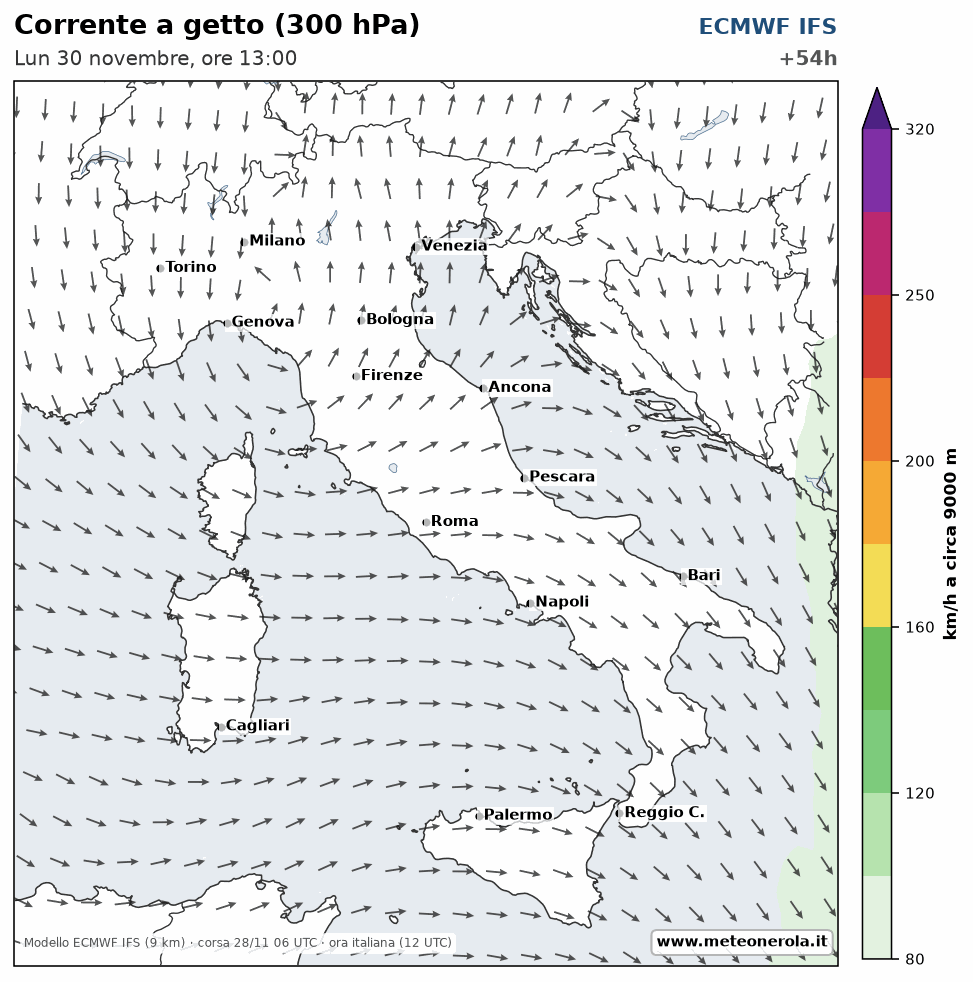 Corrente a getto (300 hPa)
ECMWF IFS
Lun 30 novembre, ore 13:00
+54h
320
Milano
Venezia
Torino
250
Genova
Bologna
Firenze
Ancona
200
Pescara
Roma
km/h a circa 9000 m
Bari
Napoli
160
Cagliari
120
Palermo
Reggio C.
Modello ECMWF IFS (9 km) · corsa 28/11 06 UTC · ora italiana (12 UTC)
www.meteonerola.it
80